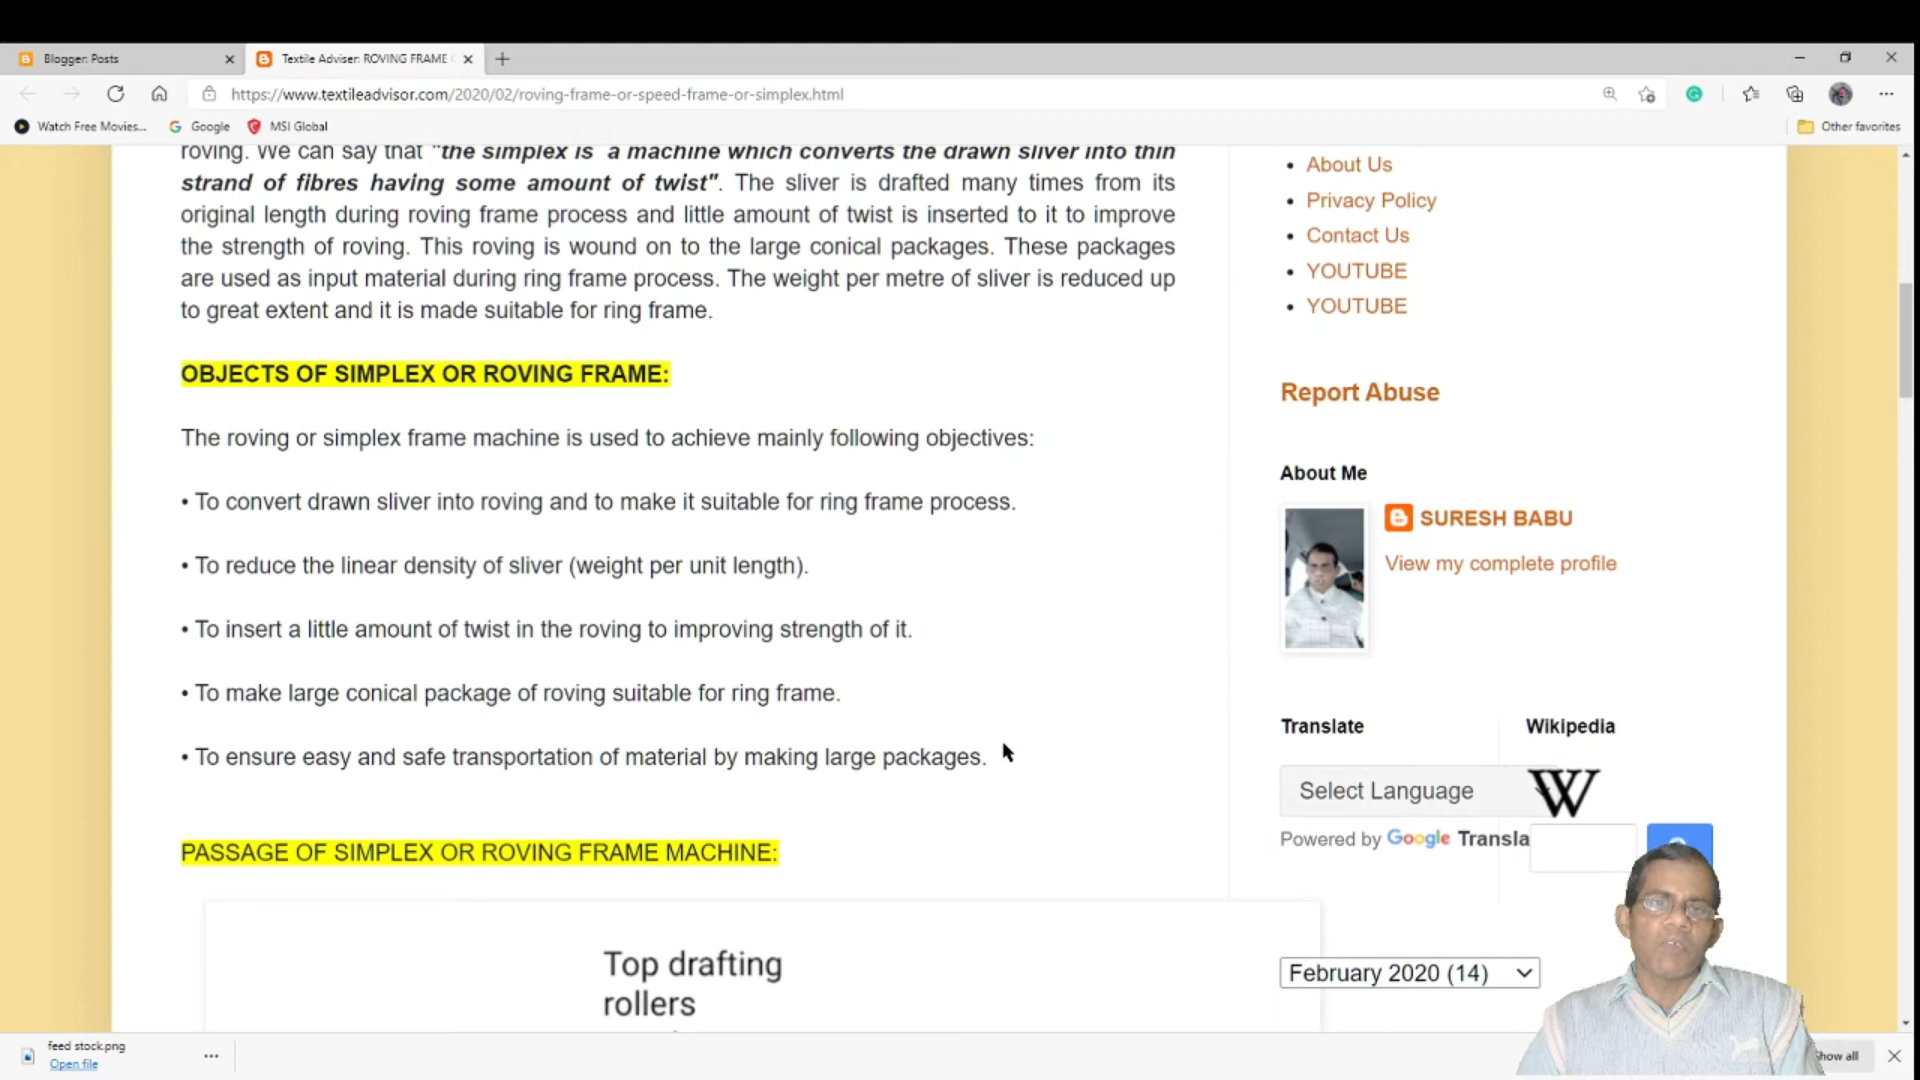 Blogger: Posts
Textile Adviser: ROVING FRAME
https://www.textileadvisor.com/2020/02/roving-frame-or-speed-frame-or-simplex.html
Watch Free Movies...
Google
MSI Global
Other favorites
roving. We can say that "the simplex is a machine which converts the drawn sliver into thin
strand of fibres having some amount of twist". The sliver is drafted many times from its
original length during roving frame process and little amount of twist is inserted to it to improve
the strength of roving. This roving is wound on to the large conical packages. These packages
are used as input material during ring frame process. The weight per metre of sliver is reduced up
to great extent and it is made suitable for ring frame.
OBJECTS OF SIMPLEX OR ROVING FRAME:
The roving or simplex frame machine is used to achieve mainly following objectives:
• To convert drawn sliver into roving and to make it suitable for ring frame process.
• To reduce the linear density of sliver (weight per unit length).
• To insert a little amount of twist in the roving to improving strength of it.
• To make large conical package of roving suitable for ring frame.
• To ensure easy and safe transportation of material by making large packages.
PASSAGE OF SIMPLEX OR ROVING FRAME MACHINE:
Top drafting
rollers
• About Us
• Privacy Policy
• Contact Us
• YOUTUBE
• YOUTUBE
Report Abuse
About Me
SURESH BABU
View my complete profile
Translate
Select Language
Powered by Google Transla
Wikipedia
W
February 2020 (14)
feed stock.png
Open file
how all